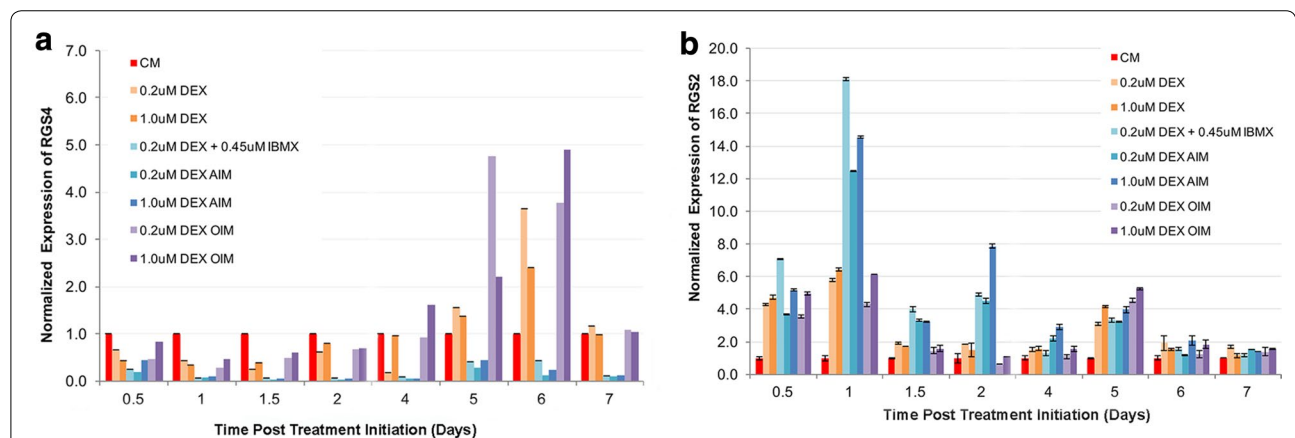 a
Normalized Expression of RGS4
7.0
6.0
5.0
4.0
3.0
2.0
1.0
0.0
CM
0.2uM DEX
1.0uM DEX
0.2uM DEX + 0.45uM IBMX
0.2uM DEX AIM
1.0uM DEX AIM
0.2uM DEX OIM
1.0uM DEX OIM
0.5 1 1.5 2 4 5 6 7
Time Post Treatment Initiation (Days)
b
Normalized Expression of RGS2
20.0
18.0
16.0
14.0
12.0
10.0
8.0
6.0
4.0
2.0
0.0
CM
0.2uM DEX
1.0uM DEX
0.2uM DEX + 0.45uM IBMX
0.2uM DEX AIM
1.0uM DEX AIM
0.2uM DEX OIM
1.0uM DEX OIM
0.5 1 1.5 2 4 5 6 7
Time Post Treatment Initiation (Days)